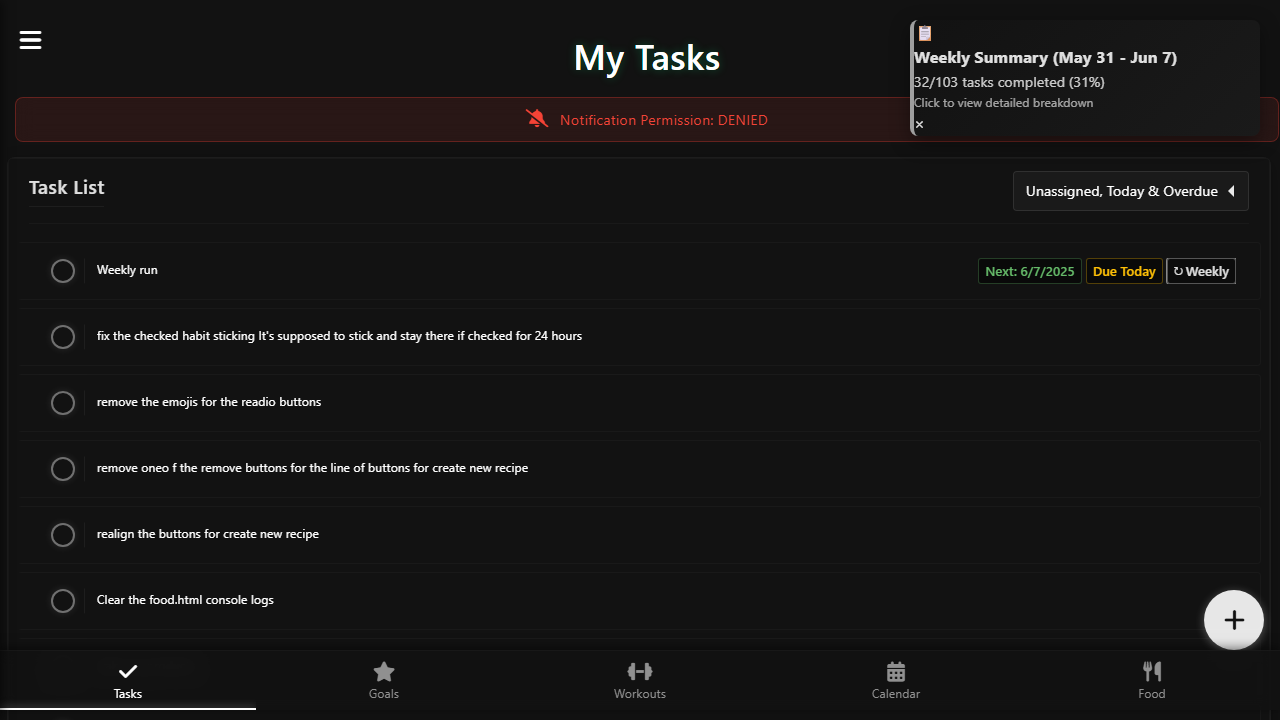 My Tasks
Weekly Summary (May 31 - Jun 7)
32/103 tasks completed (31%)
Click to view detailed breakdown
×
Notification Permission: DENIED
Task List
Unassigned, Today & Overdue
Weekly run
Next: 6/7/2025 Due Today ↻ Weekly
fix the checked habit sticking It's supposed to stick and stay there if checked for 24 hours
remove the emojis for the readio buttons
remove oneo f the remove buttons for the line of buttons for create new recipe
realign the buttons for create new recipe
Clear the food.html console logs
Tasks
Goals
Workouts
Calendar
Food